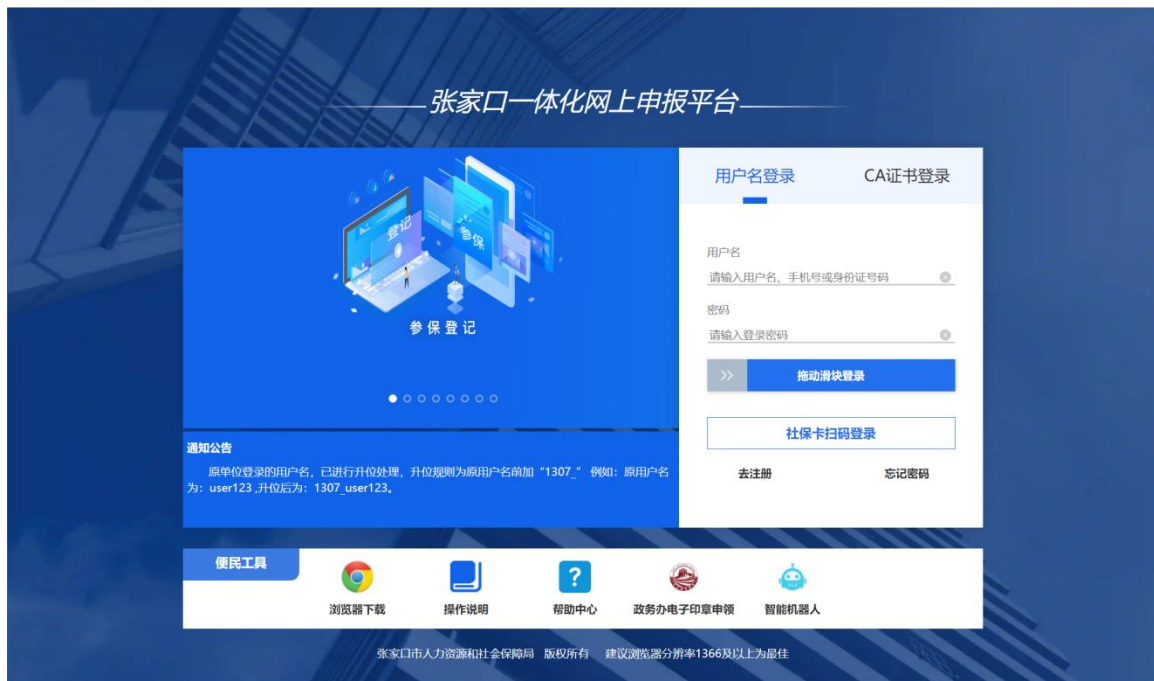 张家口一体化网上申报平台
登记
参保
参保登记
通知公告
原单位登录的用户名，已进行升位处理，升位规则为原用户名前加“1307_” 例如：原用户名
为：user123 ,升位后为：1307_user123。
用户名登录
CA证书登录
用户名
请输入用户名、手机号或身份证号码
密码
请输入登录密码
拖动滑块登录
社保卡扫码登录
去注册
忘记密码
便民工具
浏览器下载
操作说明
帮助中心
政务办电子印章申领
智能机器人
张家口市人力资源和社会保障局 版权所有 建议浏览器分辨率1366及以上为最佳